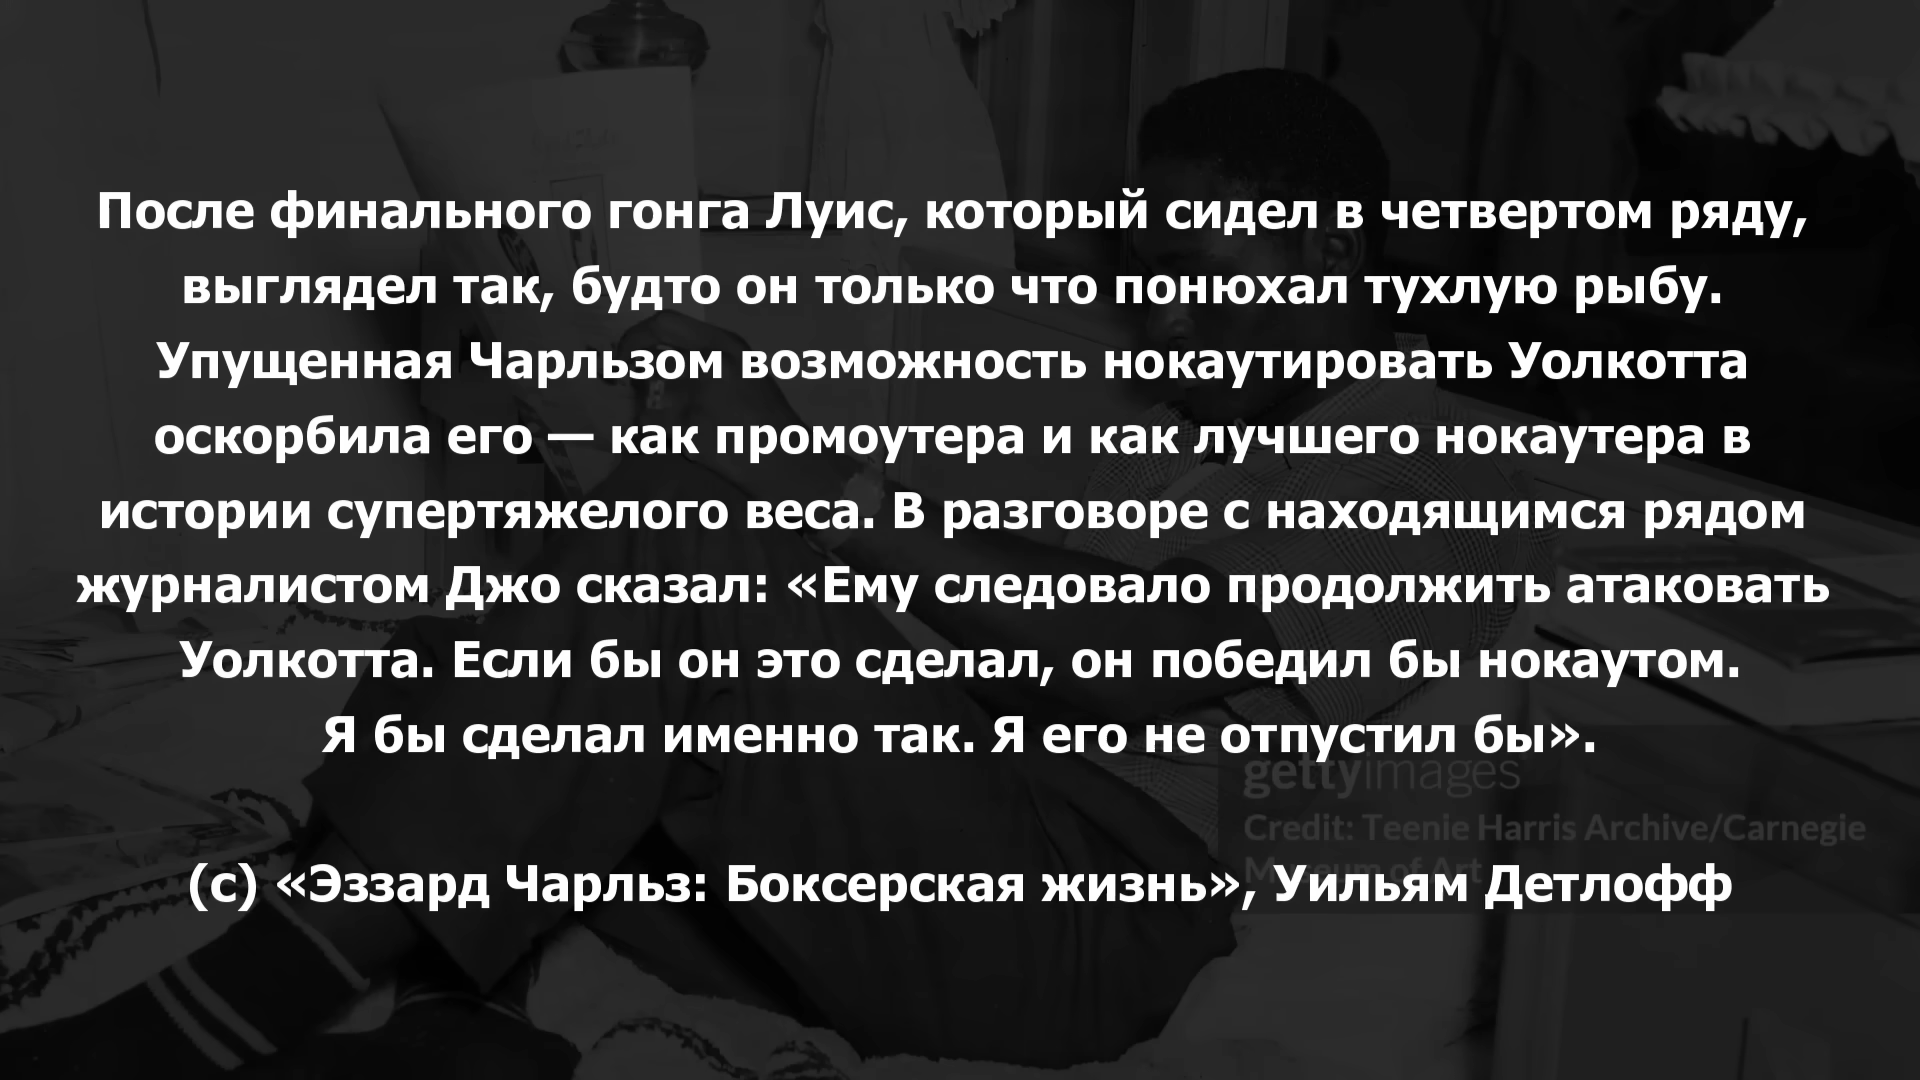 После финального гонга Луис, который сидел в четвертом ряду,
выглядел так, будто он только что понюхал тухлую рыбу.
Упущенная Чарльзом возможность нокаутировать Уолкотта
оскорбила его — как промоутера и как лучшего нокаутера в
истории супертяжелого веса. В разговоре с находящимся рядом
журналистом Джо сказал: «Ему следовало продолжить атаковать
Уолкотта. Если бы он это сделал, он победил бы нокаутом.
Я бы сделал именно так. Я его не отпустил бы».
gettyimages
Credit: Teenie Harris Archive/Carnegie
Museum of Art
(с) «Эззард Чарльз: Боксерская жизнь», Уильям Детлофф